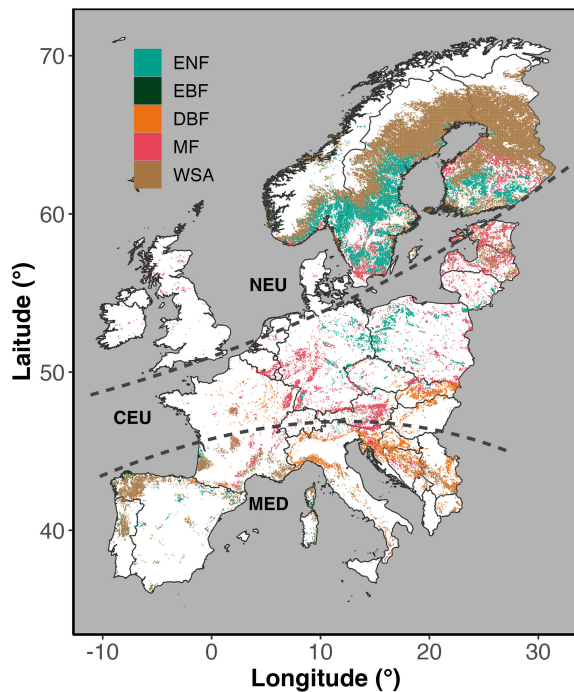 70
ENF
EBF
DBF
MF
WSA
60
NEU
50
CEU
MED
40
Laitude (°)
-10 0 10 20 30
Longitude (°)